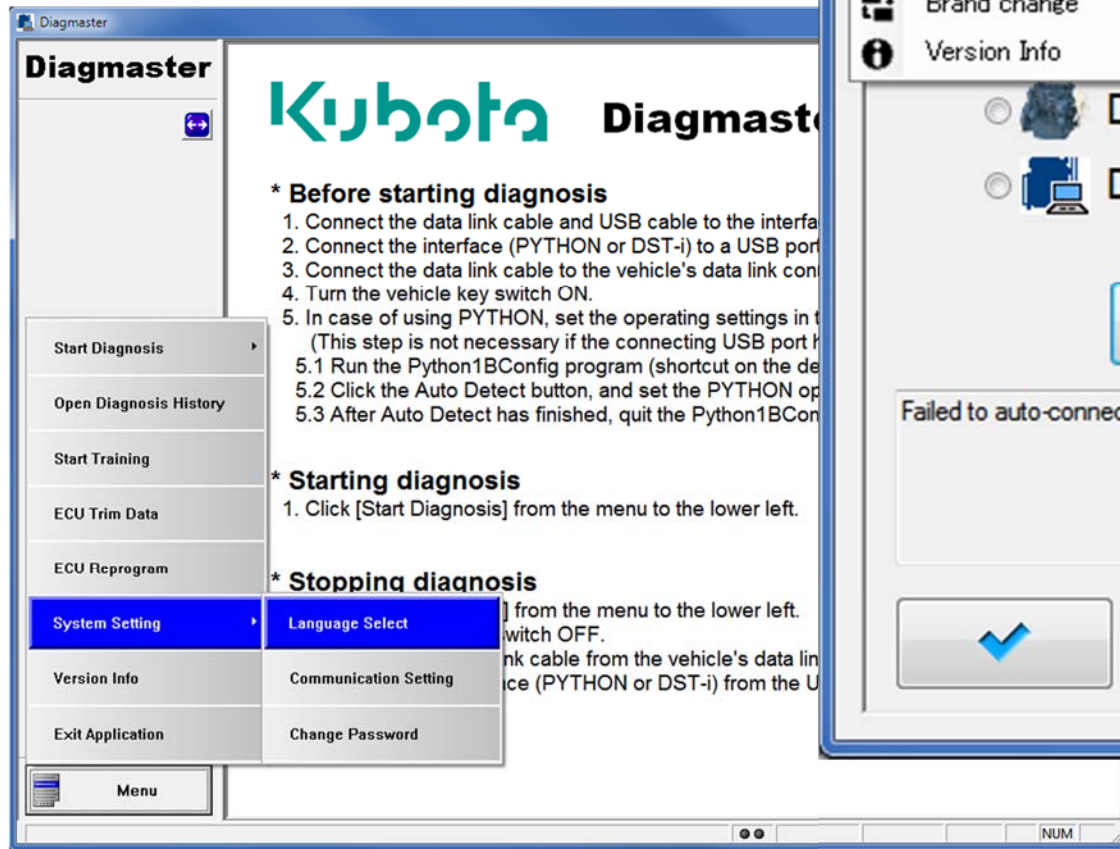 Diagmaster
Diagmaster
Kubota Diagmast
* Before starting diagnosis
1. Connect the data link cable and USB cable to the interfa
2. Connect the interface (PYTHON or DST-i) to a USB port
3. Connect the data link cable to the vehicle's data link con
4. Turn the vehicle key switch ON.
5. In case of using PYTHON, set the operating settings in t
(This step is not necessary if the connecting USB port h
5.1 Run the Python1BConfig program (shortcut on the de
5.2 Click the Auto Detect button, and set the PYTHON op
5.3 After Auto Detect has finished, quit the Python1BCon
* Starting diagnosis
1. Click [Start Diagnosis] from the menu to the lower left.
* Stopping diagnosis
] from the menu to the lower left.
witch OFF.
nk cable from the vehicle's data lin
ce (PYTHON or DST-i) from the U
Start Diagnosis
Open Diagnosis History
Start Training
ECU Trim Data
ECU Reprogram
System Setting
Version Info
Exit Application
Language Select
Communication Setting
Change Password
Menu
NUM
Brand change
Version Info
D
D
Failed to auto-connec